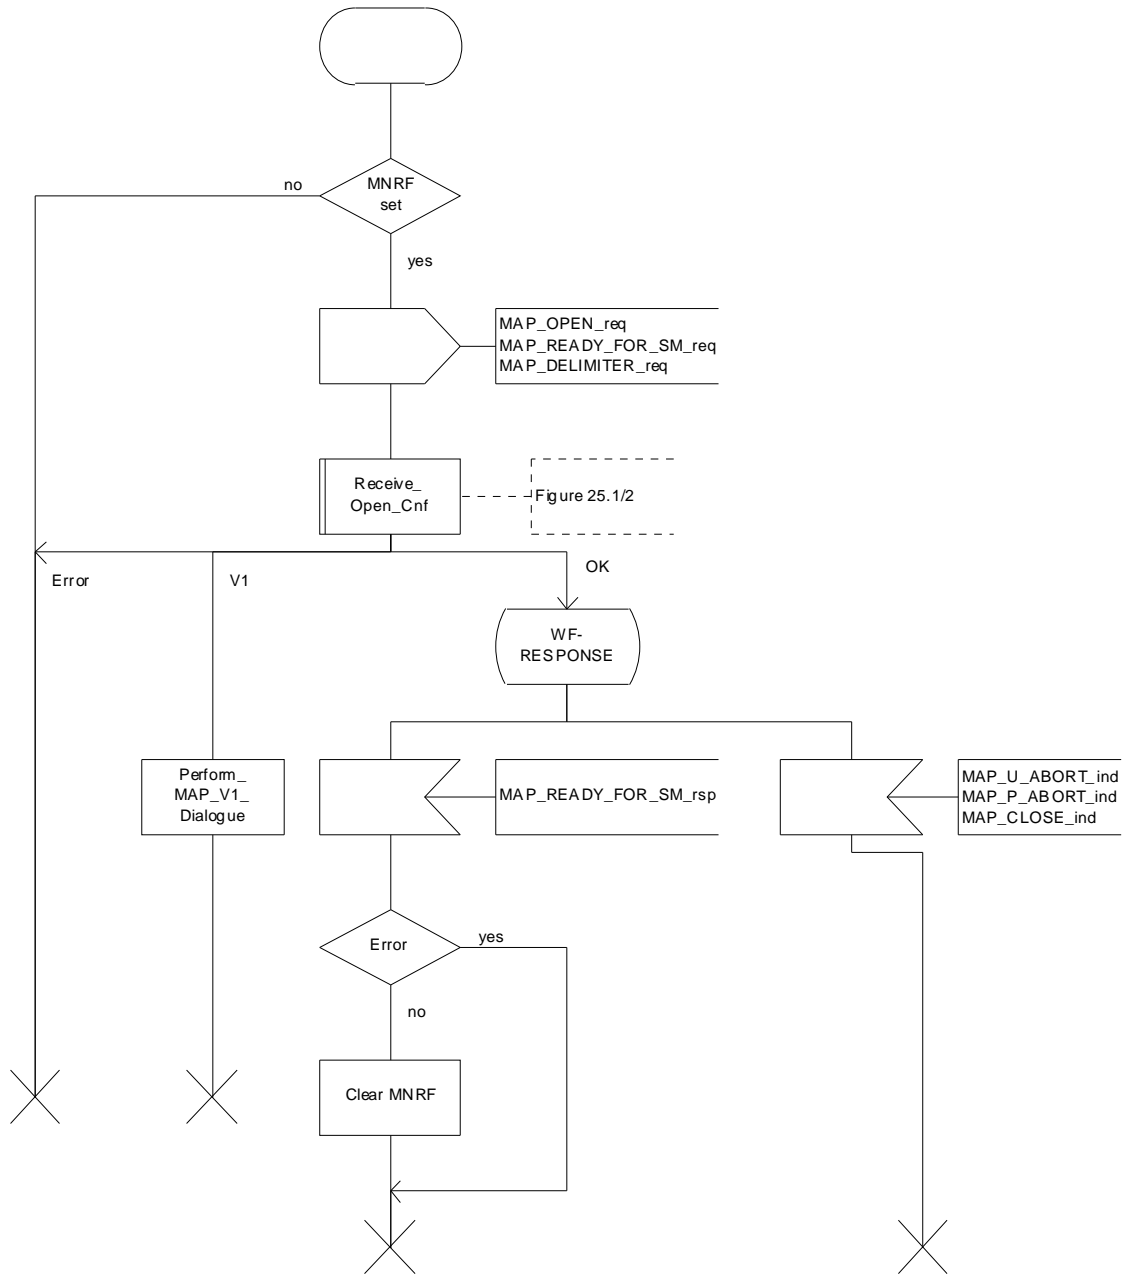 MNRF
set
no
yes
MAP_OPEN_req
MAP_READY_FOR_SM_req
MAP_DELIMITER_req
Receive_
Open_Cnf
Figure 25.1/2
Error
V1
OK
WF-
RESPONSE
Perform_
MAP_V1_
Dialogue
MAP_READY_FOR_SM_rsp
MAP_U_ABORT_ind
MAP_P_ABORT_ind
MAP_CLOSE_ind
Error
yes
no
Clear MNRF